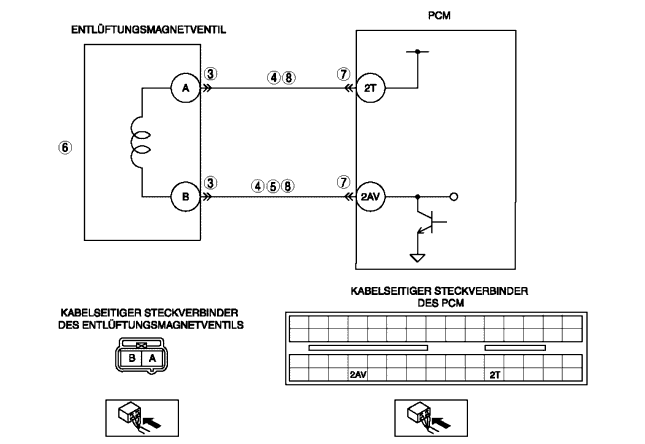 PCM
ENTLÜFTUNGSMAGNETVENTIL
③ ④⑧ ⑦
A 2T
⑥
③ ④⑤⑧ ⑦
B 2AV
KABELSEITIGER STECKVERBINDER
DES PCM
KABELSEITIGER STECKVERBINDER
DES ENTLÜFTUNGSMAGNETVENTILS
B A
2AV 2T